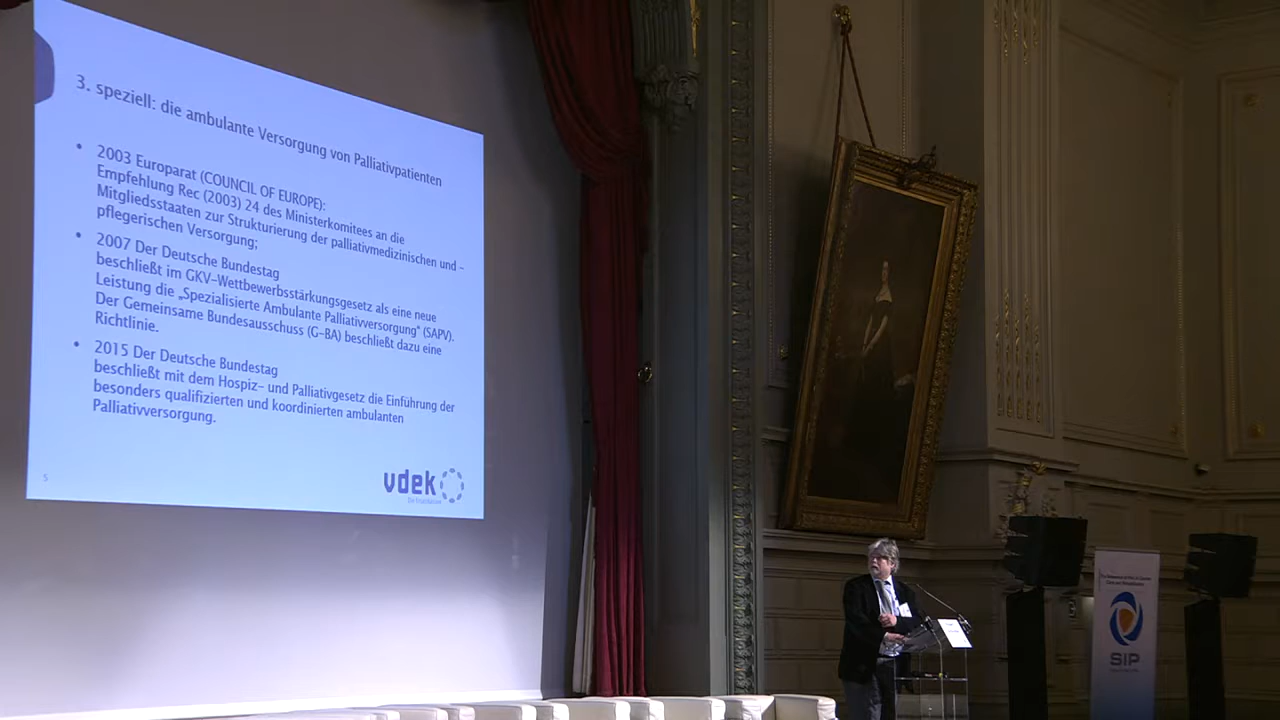 3. speziell: die ambulante Versorgung von Palliativpatienten
• 2003 Europarat (COUNCIL OF EUROPE):
Empfehlung Rec (2003) 24 des Ministerkomitees an die
Mitgliedsstaaten zur Strukturierung der palliativmedizinischen und –
pflegerischen Versorgung;
• 2007 Der Deutsche Bundestag
beschließt im GKV-Wettbewerbsstärkungsgesetz als eine neue
Leistung die „Spezialisierte Ambulante Palliativversorgung“ (SAPV).
Der Gemeinsame Bundesausschuss (G-BA) beschließt dazu eine
Richtlinie.
• 2015 Der Deutsche Bundestag
beschließt mit dem Hospiz- und Palliativgesetz die Einführung der
besonders qualifizierten und koordinierten ambulanten
Palliativversorgung.
5
vdek
Die Ersatzkassen
SIP